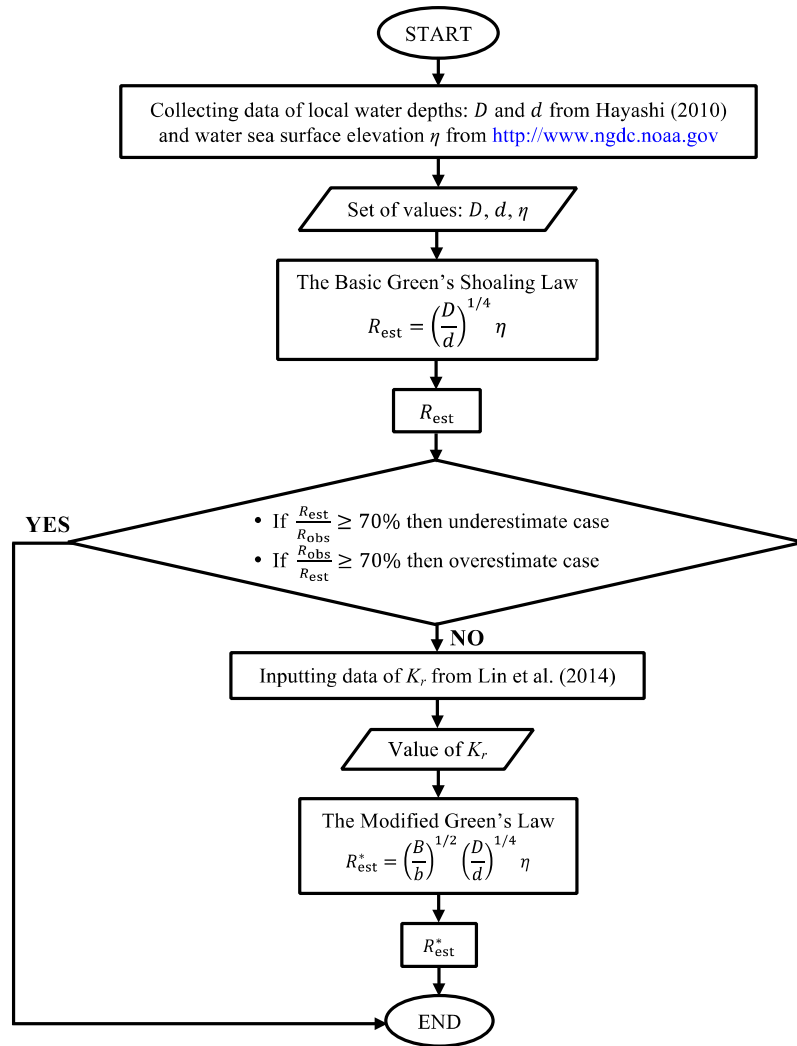 START
Collecting data of local water depths: D and d from Hayashi (2010)
and water sea surface elevation η from http://www.ngdc.noaa.gov
Set of values: D, d, η
The Basic Green's Shoaling Law
R_est = (D/d)^1/4 η
R_est
YES
• If R_est/R_obs ≥ 70% then underestimate case
• If R_obs/R_est ≥ 70% then overestimate case
NO
Inputting data of K_r from Lin et al. (2014)
Value of K_r
The Modified Green's Law
R*_est = (B/b)^1/2 (D/d)^1/4 η
R*_est
END